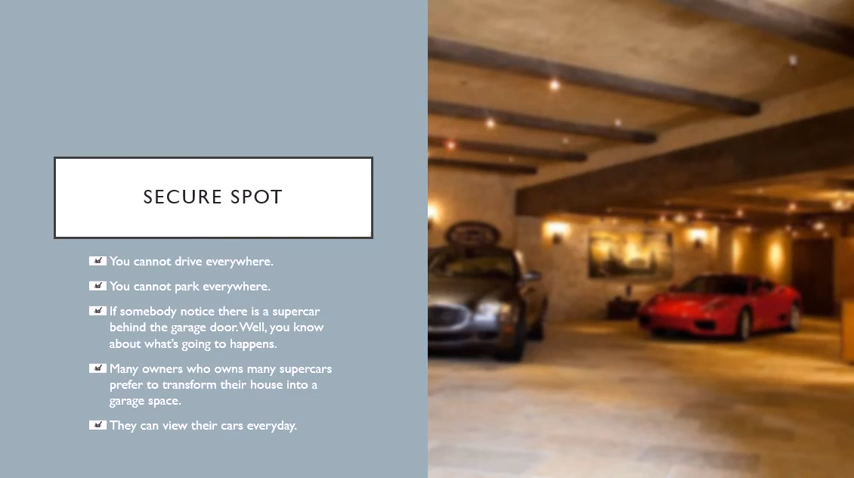 SECURE SPOT
You cannot drive everywhere.
You cannot park everywhere.
If somebody notice there is a supercar
behind the garage door. Well, you know
about what's going to happens.
Many owners who owns many supercars
prefer to transform their house into a
garage space.
They can view their cars everyday.